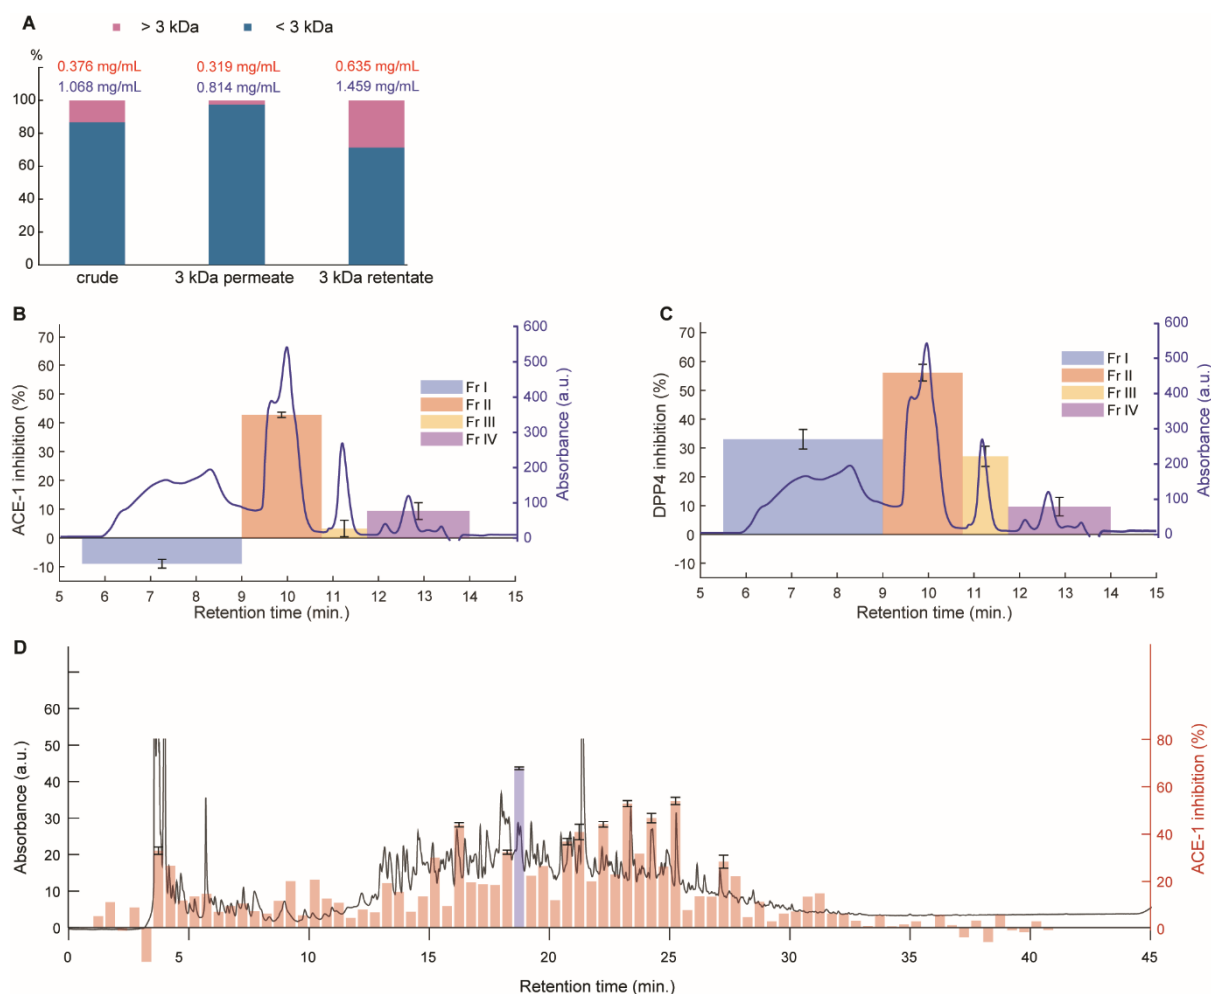 A
> 3 kDa
< 3 kDa
%
0.376 mg/mL 0.319 mg/mL 0.635 mg/mL
1.068 mg/mL 0.814 mg/mL 1.459 mg/mL
100
80
60
40
20
0
crude 3 kDa permeate 3 kDa retentate
B
70
60
50
40
30
20
10
0
-10
ACE-1 inhibition (%)
Fr I
Fr II
Fr III
Fr IV
600
500
400
300
200
100
0
Absorbance (a.u.)
5 6 7 8 9 10 11 12 13 14 15
Retention time (min.)
C
70
60
50
40
30
20
10
0
-10
DPP4 inhibition (%)
Fr I
Fr II
Fr III
Fr IV
600
500
400
300
200
100
0
Absorbance (a.u.)
5 6 7 8 9 10 11 12 13 14 15
Retention time (min.)
D
60
50
40
30
20
10
0
Absorbance (a.u.)
80
60
40
20
0
ACE-1 inhibition (%)
0 5 10 15 20 25 30 35 40 45
Retention time (min.)